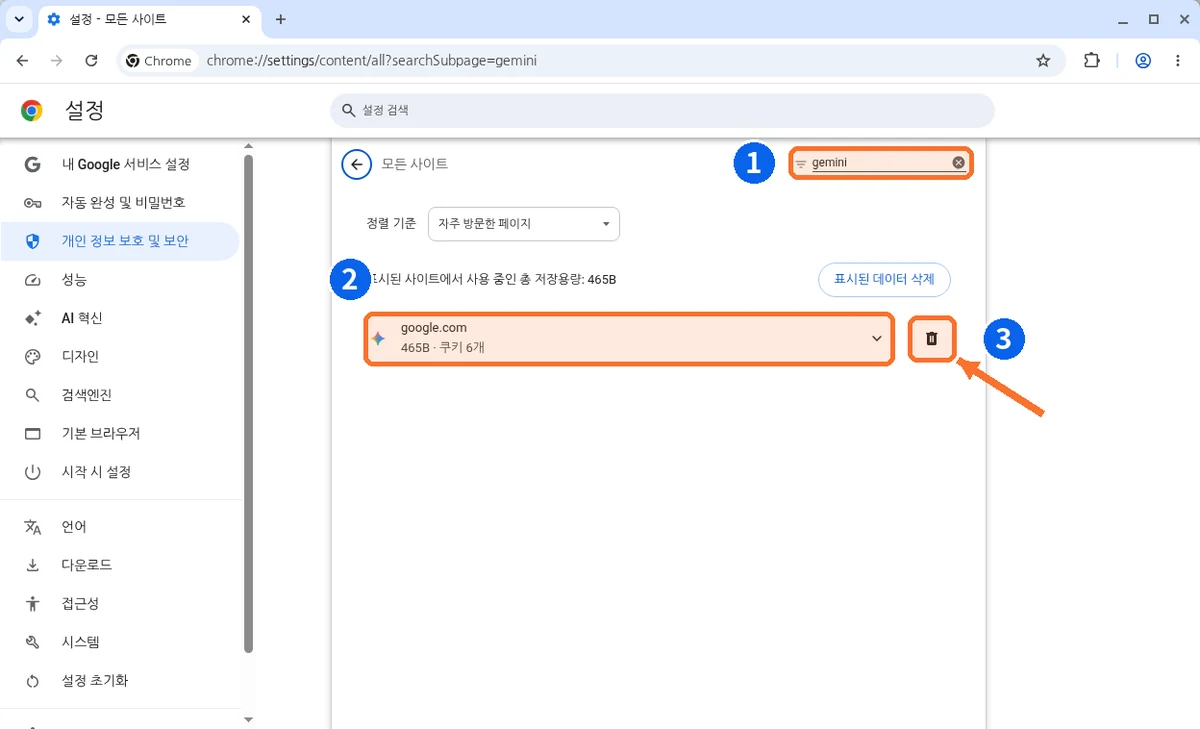 설정 - 모든 사이트
Chrome
chrome://settings/content/all?searchSubpage=gemini
설정
설정 검색
내 Google 서비스 설정
자동 완성 및 비밀번호
개인 정보 보호 및 보안
성능
AI 혁신
디자인
검색엔진
기본 브라우저
시작 시 설정
언어
다운로드
접근성
시스템
설정 초기화
모든 사이트
1
gemini
정렬 기준
자주 방문한 페이지
2
표시된 사이트에서 사용 중인 총 저장용량: 465B
표시된 데이터 삭제
google.com
465B · 쿠키 6개
3